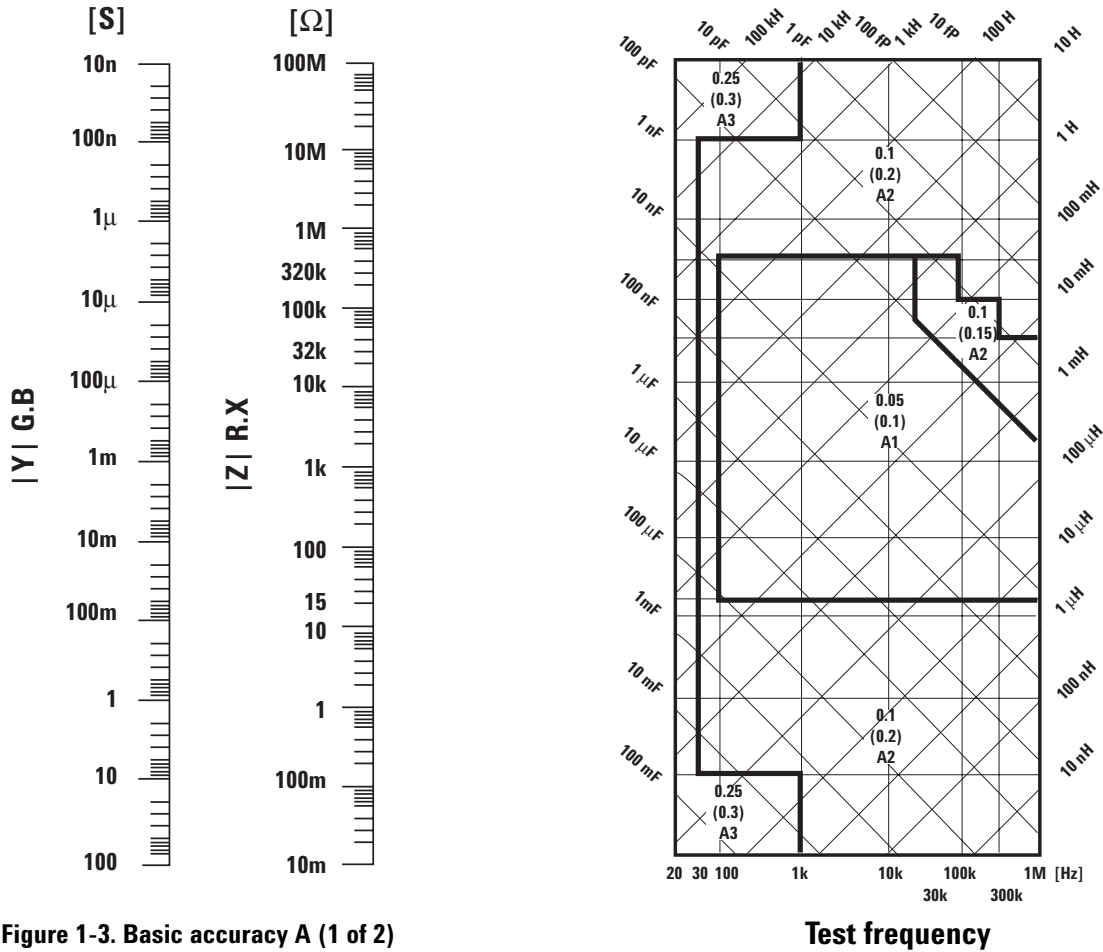 [S]
10n
100n
1µ
10µ
100µ
1m
10m
100m
1
10
100
|Y| G.B
[Ω]
100M
10M
1M
320k
100k
32k
10k
1k
100
15
10
1
100m
10m
|Z| R.X
10 pF
100 kH
1 pF
10 kH
100 fP
1 kH
10 fP
100 H
10 H
100 pF
1 nF
10 nF
100 nF
1 µF
10 µF
100 µF
1mF
10 mF
100 mF
1 H
100 mH
10 mH
1 mH
100 µH
10 µH
1 µH
100 nH
10 nH
0.25
(0.3)
A3
0.1
(0.2)
A2
0.1
(0.15)
A2
0.05
(0.1)
A1
0.1
(0.2)
A2
0.25
(0.3)
A3
20 30 100 1k 10k 100k 1M [Hz]
30k 300k
Test frequency
Figure 1-3. Basic accuracy A (1 of 2)